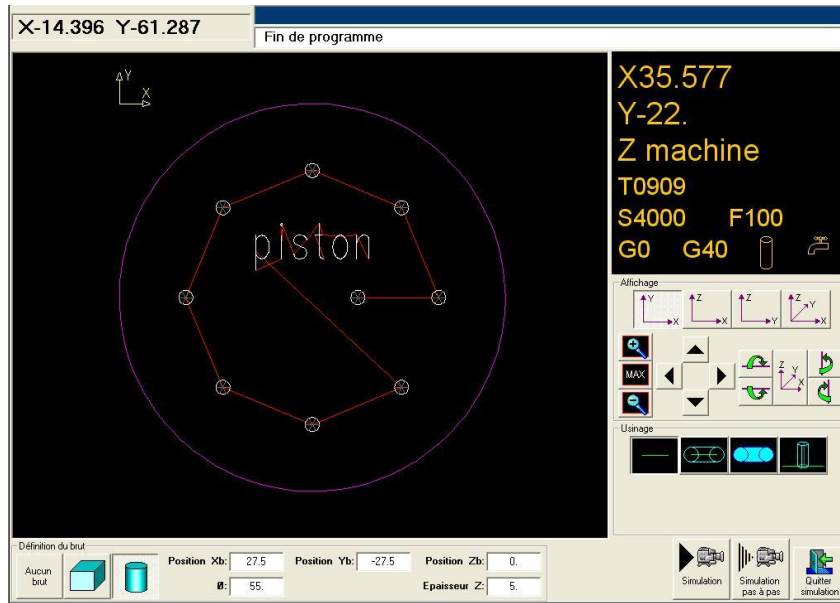 X-14.396 Y-61.287
Fin de programme
Y
X
piston
X35.577
Y-22.
Z machine
T0909
S4000 F100
G0 G40
Affichage
Y X Z X Z Y Z Y X
MAX
Z Y X
Usinage
Définition du brut
Aucun brut
Position Xb: 27.5 Position Yb: -27.5 Position Zb: 0.
Ø: 55. Epaisseur Z: 5.
Simulation
Simulation pas à pas
Quitter simulation